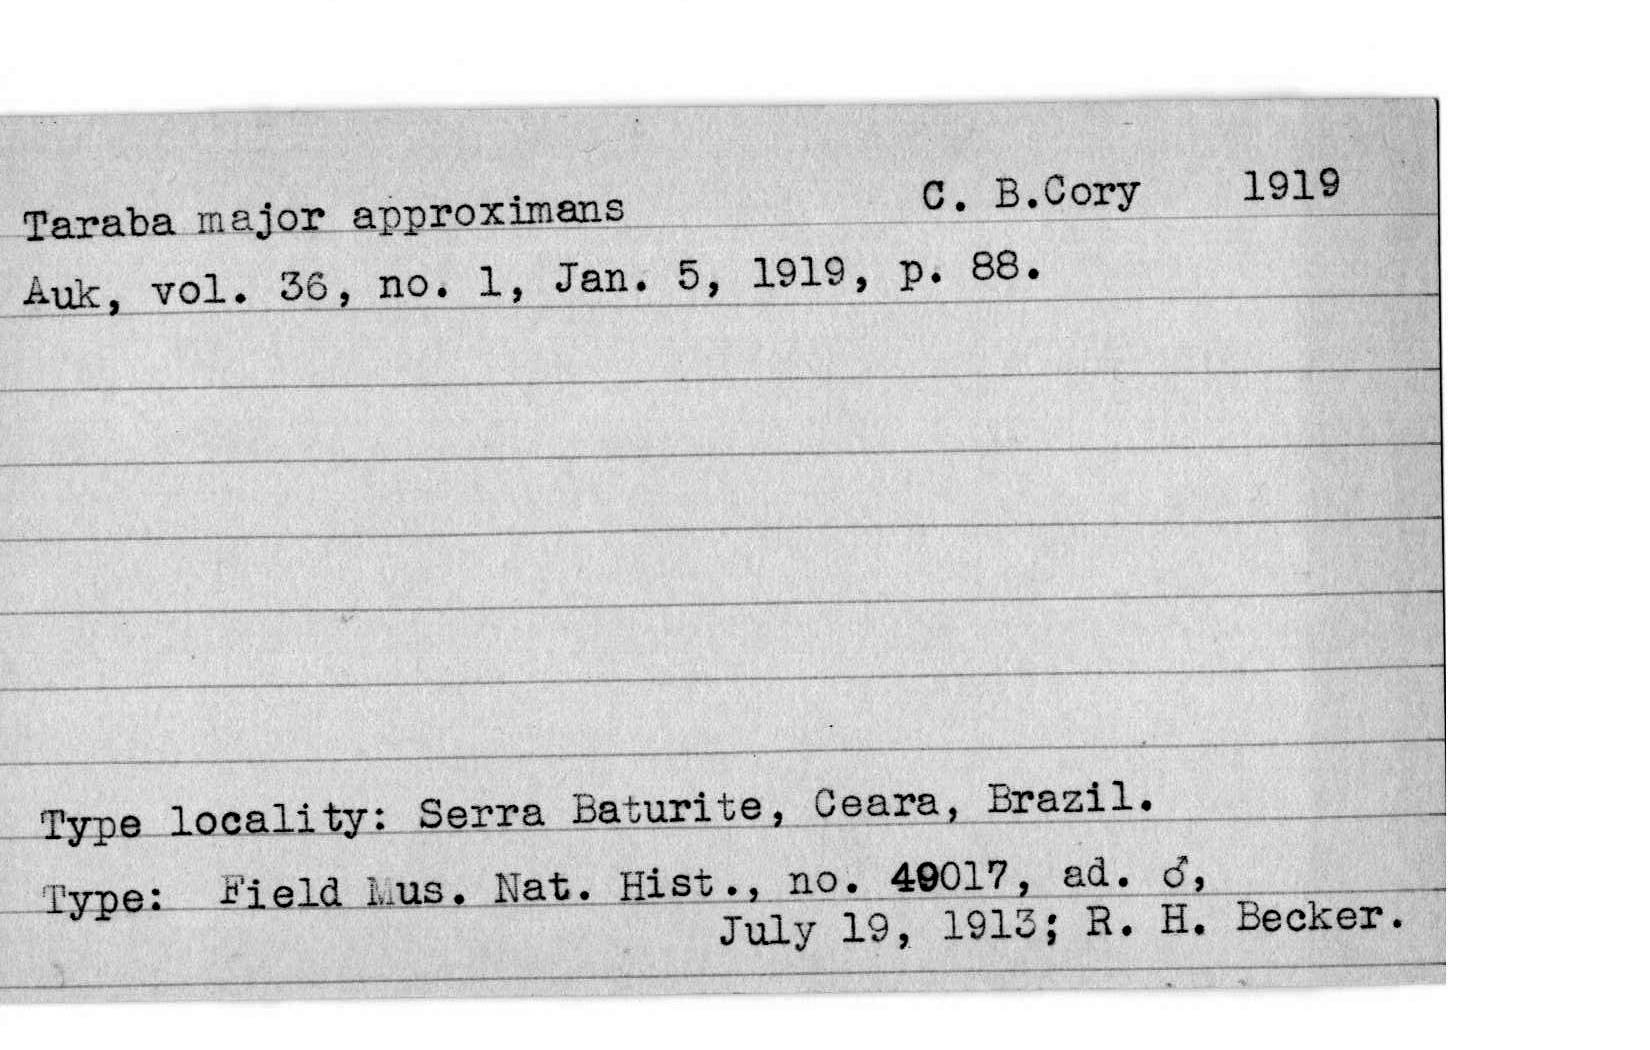 Taraba major approximans C. B.Cory 1919
Auk, vol. 36, no. 1, Jan. 5, 1919, p. 88.
Type locality: Serra Baturite, Ceara, Brazil.
Type: Field Mus. Nat. Hist., no. 49017, ad. ♂,
July 19, 1913; R. H. Becker.